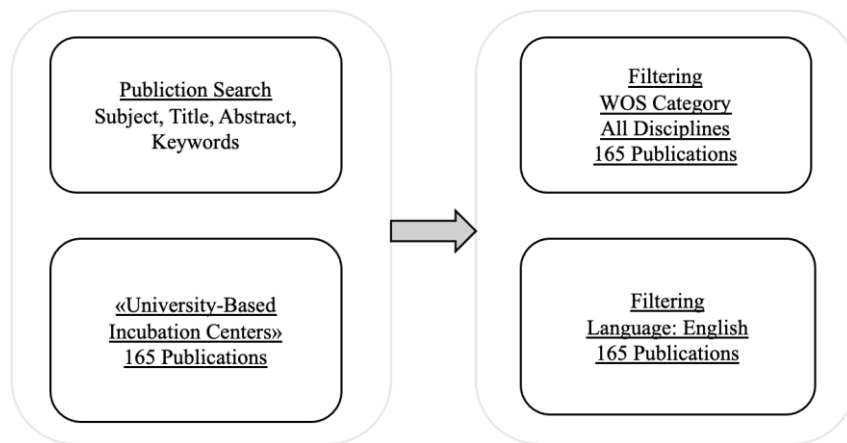 Publiction Search
Subject, Title, Abstract,
Keywords
«University-Based
Incubation Centers»
165 Publications
Filtering
WOS Category
All Disciplines
165 Publications
Filtering
Language: English
165 Publications